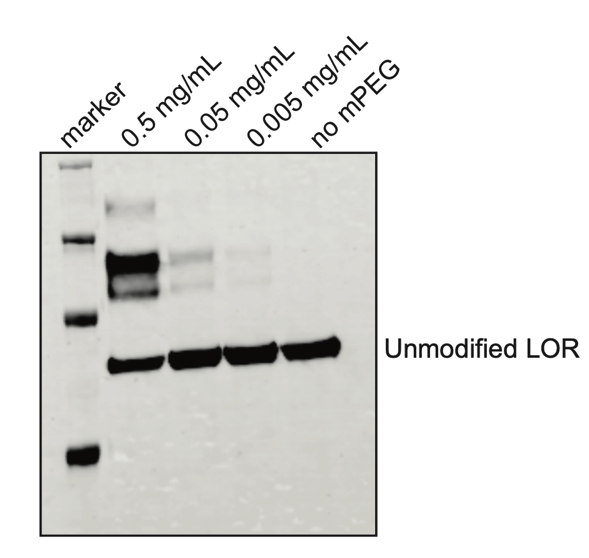 marker
0.5 mg/mL
0.05 mg/mL
0.005 mg/mL
no mPEG
Unmodified LOR